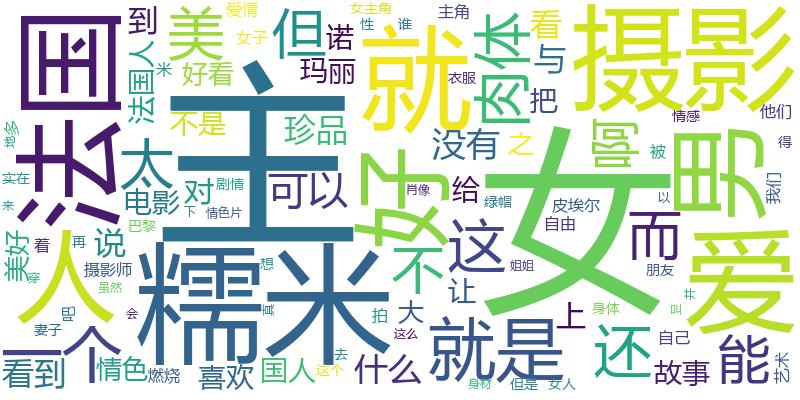 法国
到
爱情
女子
美
但
诺
女主角
性
谁
主角
看
摄影
法国人
米
好看
玛丽
衣服
就
肉体
与
把
情感
他们
地多
不是
珍品
没有
之
啊
被
男
得
实在
太
主
好
女
我们
电影
剧情
对
可以
肖像
给
绿帽
皮埃尔
而
以
来
下
情色片
自由
人
美好
着
再
说
巴黎
糯米
想
不
这
姐姐
朋友
爱
摄影师
穿
虽然
让
大
上
身体
井
一个
吧
妻子
会
真
拍
就是
还
自己
能
看到
情色
燃烧
喜欢
国人
这个
去
什么
这么
身材
但是
女人
故事
艺术